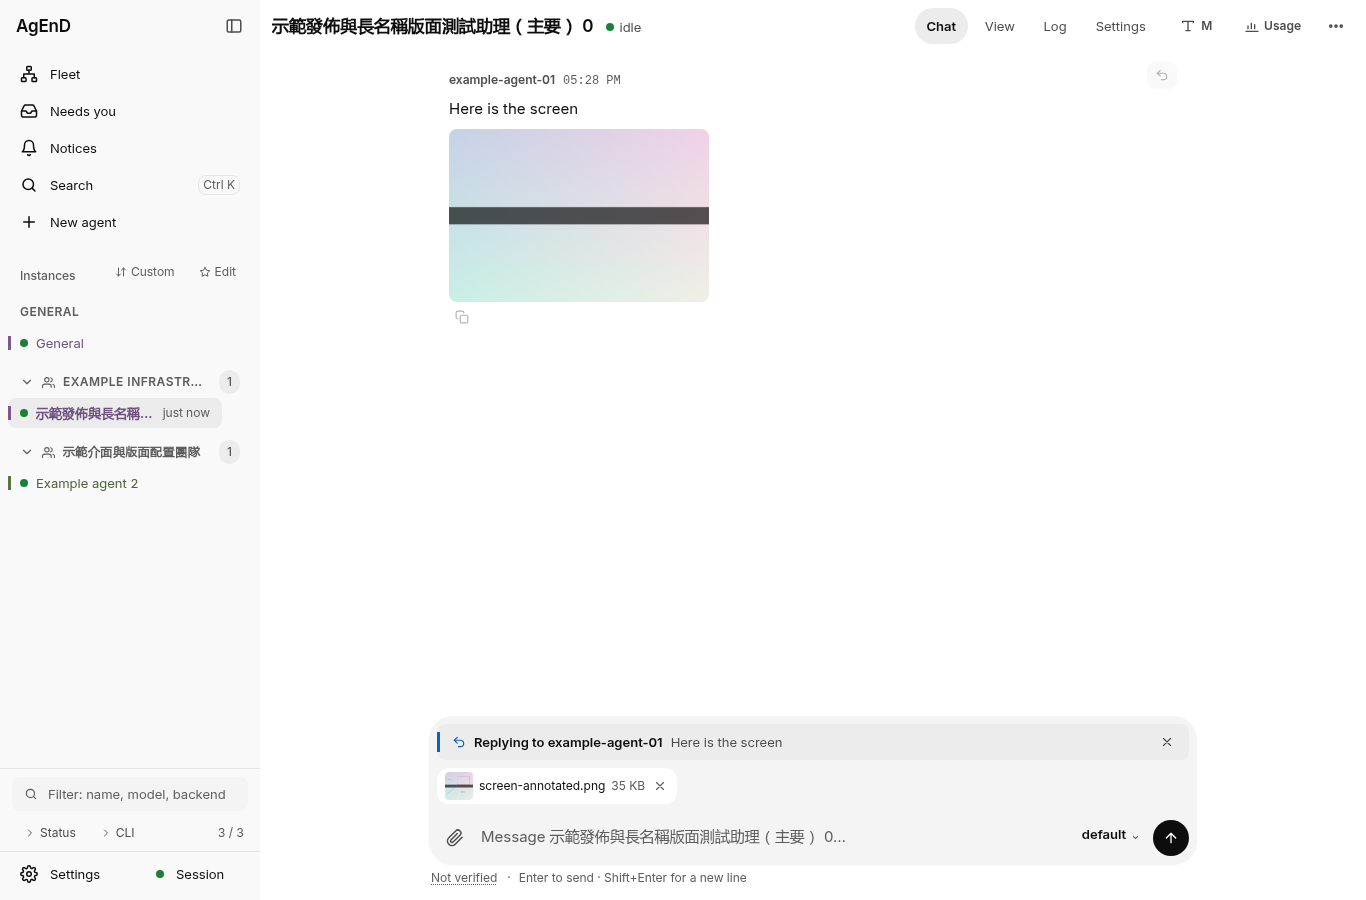 AgEnD
Fleet
Needs you
Notices
Search Ctrl K
New agent
Instances Custom Edit
GENERAL
General
EXAMPLE INFRASTR... 1
示範發佈與長名稱... just now
示範介面與版面配置團隊 1
Example agent 2
Filter: name, model, backend
Status CLI 3 / 3
Settings Session
示範發佈與長名稱版面測試助理（主要）0 idle
Chat View Log Settings M Usage
example-agent-01 05:28 PM
Here is the screen
Replying to example-agent-01 Here is the screen
screen-annotated.png 35 KB
Message 示範發佈與長名稱版面測試助理（主要）0...
default
Not verified · Enter to send · Shift+Enter for a new line